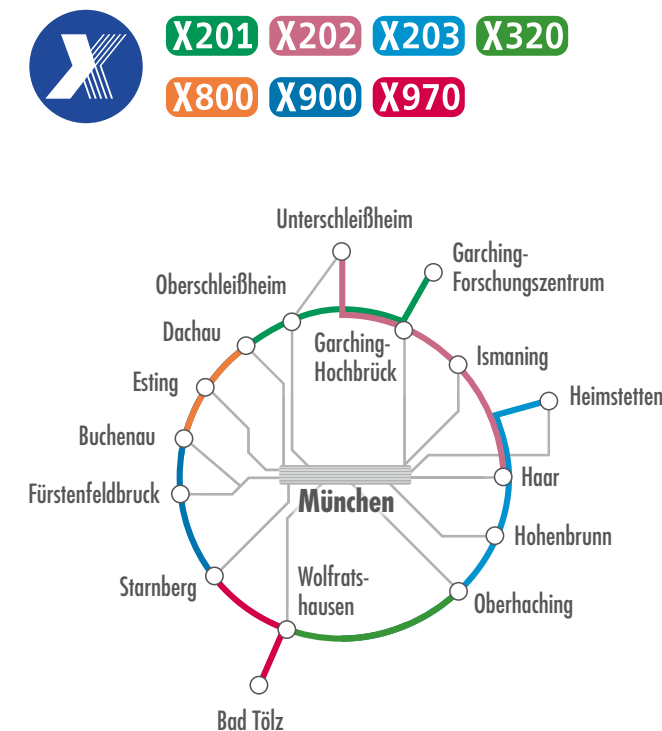 X
X201 X202 X203 X320
X800 X900 X970
Unterschleißheim
Garching-
Forschungszentrum
Oberschleißheim
Dachau
Garching-
Hochbrück
Ismaning
Esting
Heimstetten
Buchenau
Haar
Fürstenfeldbruck
München
Hohenbrunn
Starnberg
Wolfrats-
hausen
Oberhaching
Bad Tölz